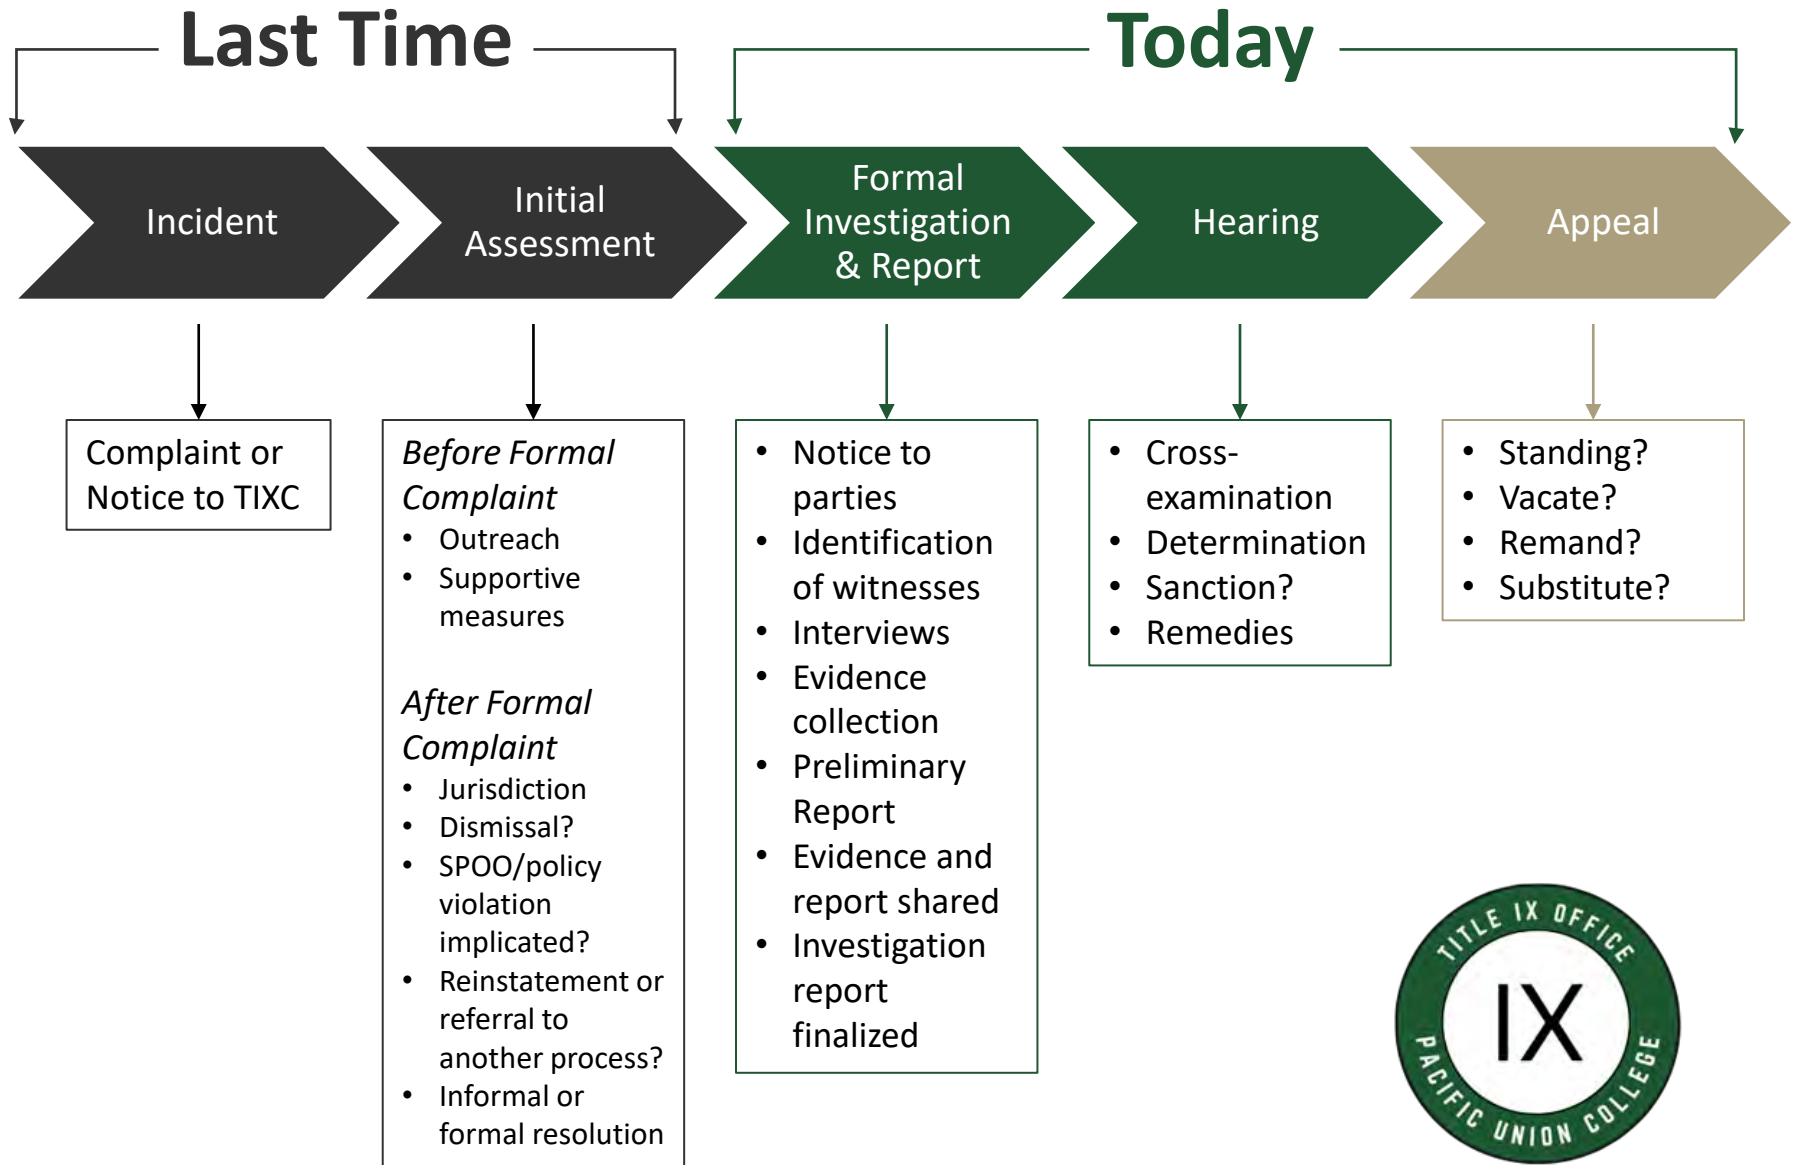 Last Time
Today
Incident
Initial
Assessment
Formal
Investigation
& Report
Hearing
Appeal
Complaint or
Notice to TIXC
Before Formal
Complaint
• Outreach
• Supportive
measures
After Formal
Complaint
• Jurisdiction
• Dismissal?
• SPOO/policy
violation
implicated?
• Reinstatement or
referral to
another process?
• Informal or
formal resolution
• Notice to
parties
• Identification
of witnesses
• Interviews
• Evidence
collection
• Preliminary
Report
• Evidence and
report shared
• Investigation
report
finalized
• Cross-
examination
• Determination
• Sanction?
• Remedies
• Standing?
• Vacate?
• Remand?
• Substitute?
TITLE IX OFFICE
IX
PACIFIC UNION COLLEGE